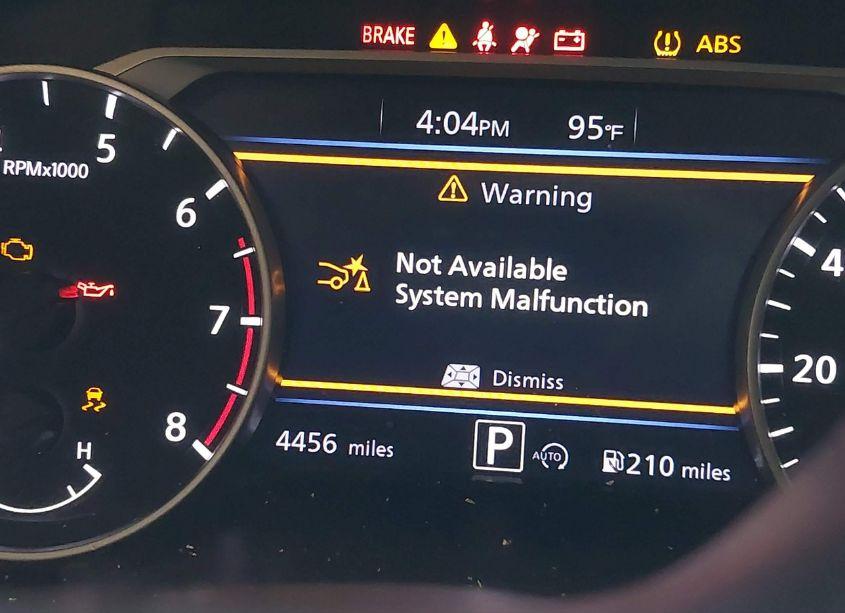 BRAKE
ABS
4:04PM 95°F
5
RPMx1000
Warning
6
Not Available
System Malfunction
4
7
20
Dismiss
8
H
4456 miles
P
AUTO
210 miles